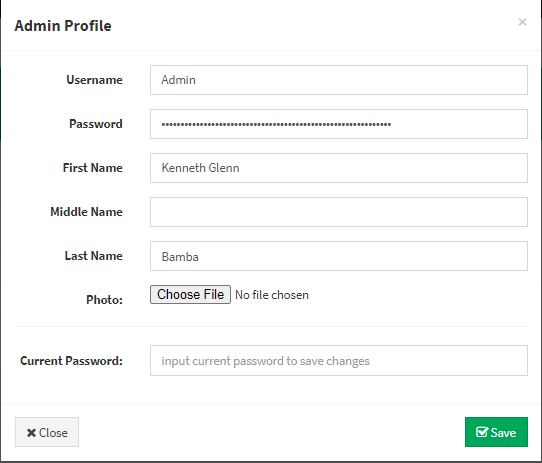 Admin Profile ×
Username Admin
Password ••••••••••••••••••••••••••••••••••••••••••••••••••••••••••••
First Name Kenneth Glenn
Middle Name
Last Name Bamba
Photo: Choose File No file chosen
Current Password: input current password to save changes
✖ Close Save